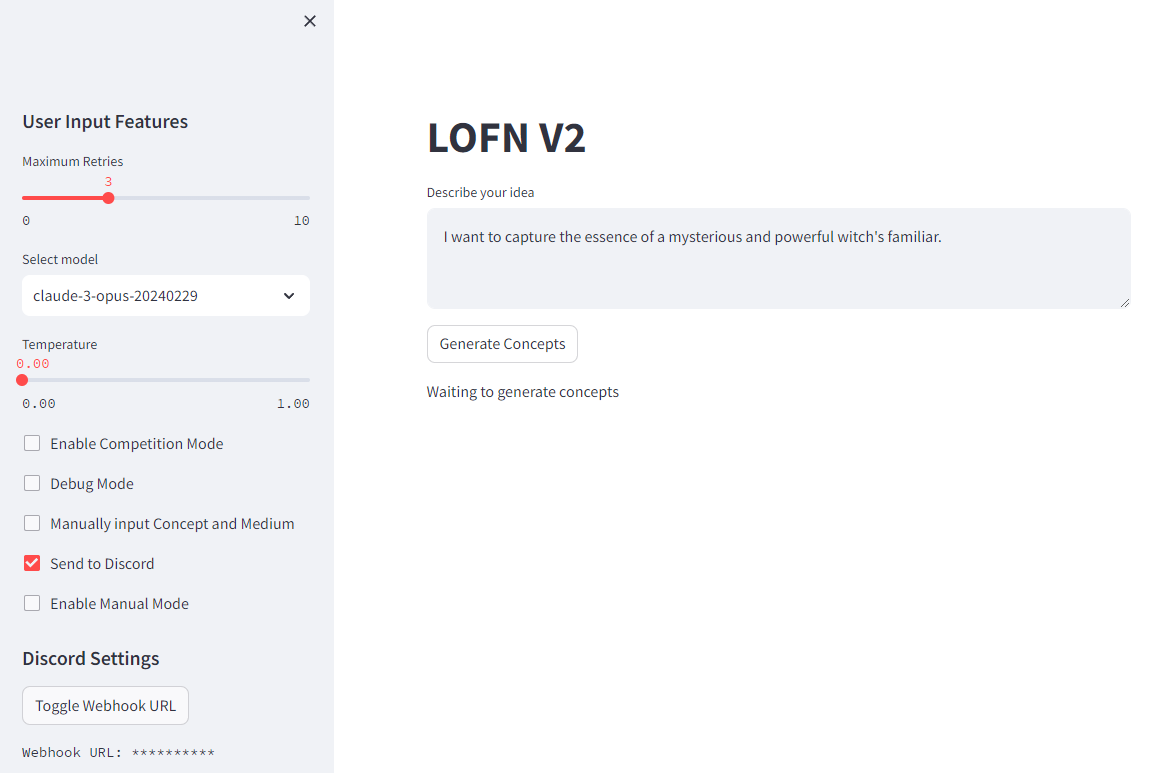 User Input Features
Maximum Retries
3
0 10
Select model
claude-3-opus-20240229
Temperature
0.00
0.00 1.00
Enable Competition Mode
Debug Mode
Manually input Concept and Medium
Send to Discord
Enable Manual Mode
Discord Settings
Toggle Webhook URL
Webhook URL: **********
LOFN V2
Describe your idea
I want to capture the essence of a mysterious and powerful witch's familiar.
Generate Concepts
Waiting to generate concepts